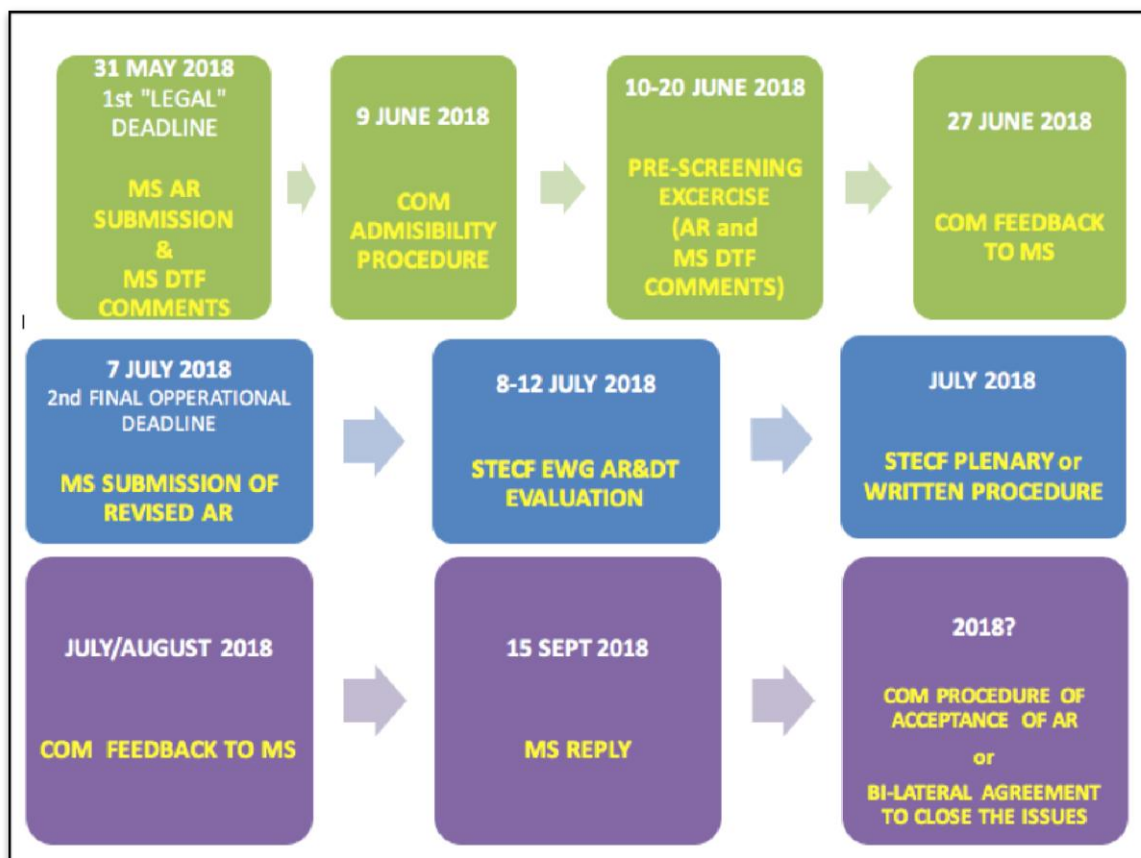 31 MAY 2018
1st "LEGAL"
DEADLINE
MS AR
SUBMISSION
&
MS DTF
COMMENTS
9 JUNE 2018
COM
ADMISIBILITY
PROCEDURE
10-20 JUNE 2018
PRE-SCREENING
EXCERCISE
(AR and
MS DTF
COMMENTS)
27 JUNE 2018
COM FEEDBACK
TO MS
7 JULY 2018
2nd FINAL OPPERATIONAL
DEADLINE
MS SUBMISSION OF
REVISED AR
8-12 JULY 2018
STECF EWG AR&DT
EVALUATION
JULY 2018
STECF PLENARY or
WRITTEN PROCEDURE
JULY/AUGUST 2018
COM FEEDBACK TO MS
15 SEPT 2018
MS REPLY
2018?
COM PROCEDURE OF
ACCEPTANCE OF AR
or
BI-LATERAL AGREEMENT
TO CLOSE THE ISSUES